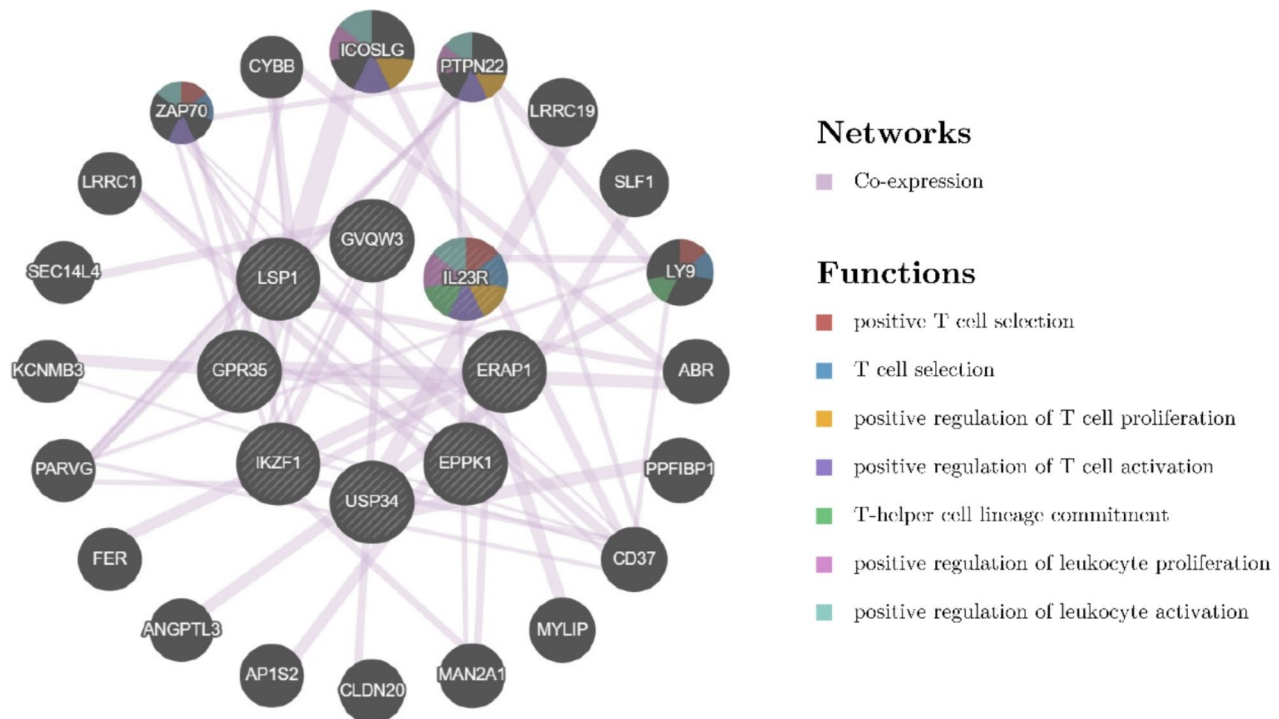 ICOSLG
CYBB
PTPN22
ZAP70
LRRC19
LRRC1
SLF1
GVQW3
SEC14L4
LSP1
IL23R
LY9
KCNMB3
GPR35
ERAP1
ABR
PARVG
IKZF1
EPPK1
PPFIBP1
USP34
FER
CD37
ANGPTL3
MYLIP
AP1S2
CLDN20
MAN2A1
Networks
Co-expression
Functions
positive T cell selection
T cell selection
positive regulation of T cell proliferation
positive regulation of T cell activation
T-helper cell lineage commitment
positive regulation of leukocyte proliferation
positive regulation of leukocyte activation